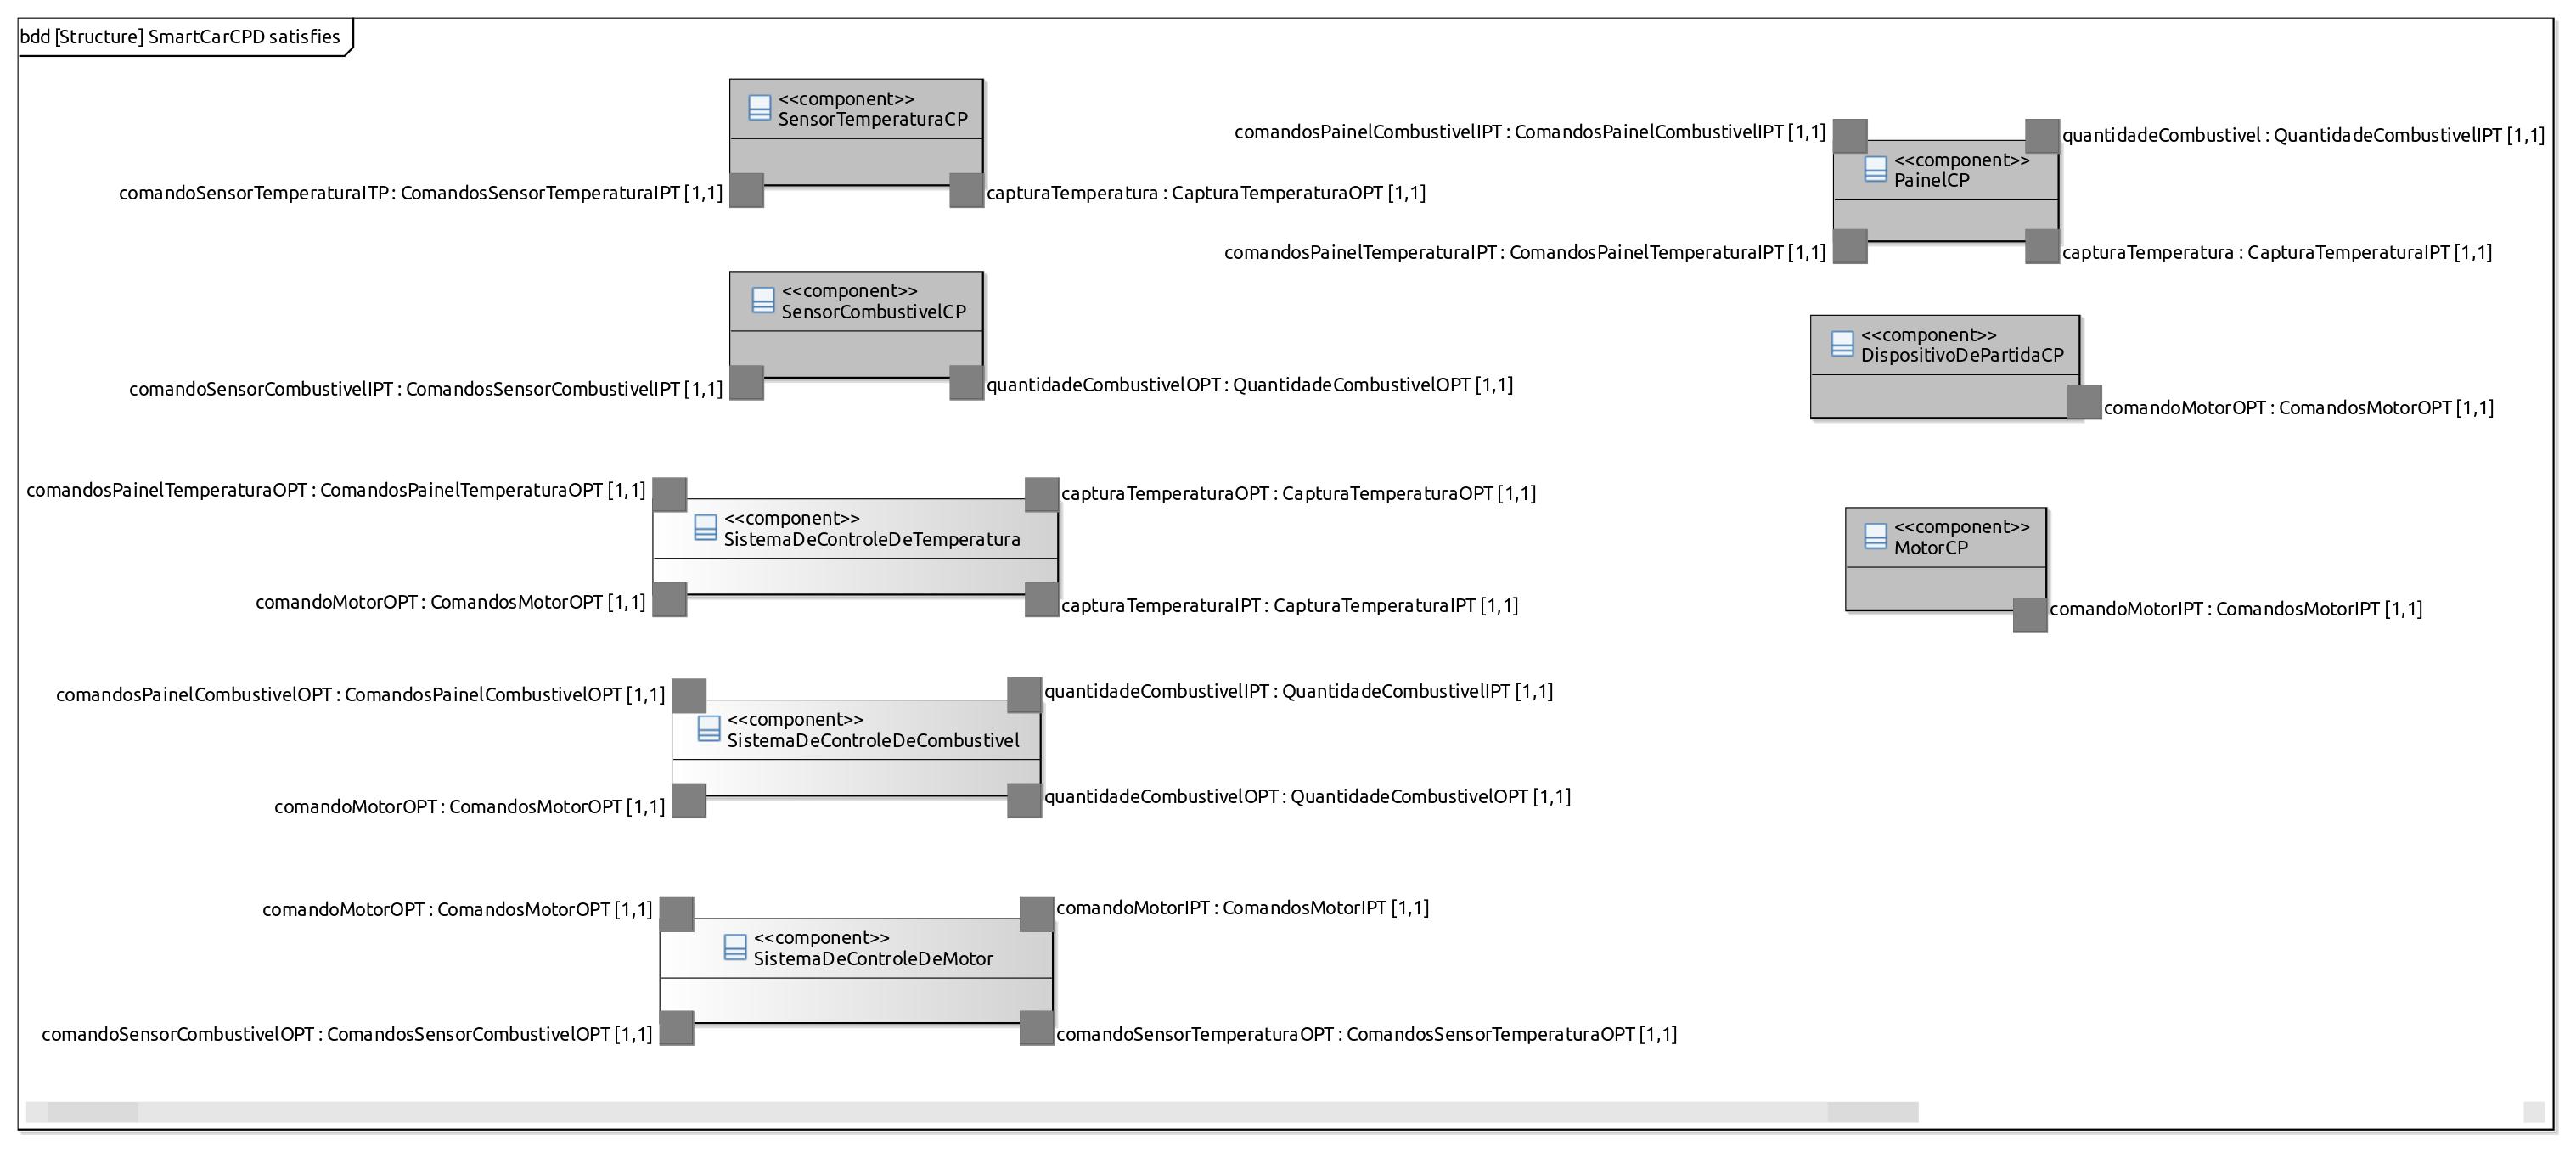 bdd [Structure] SmartCarCPD satisfies
<<component>>
SensorTemperaturaCP
comandoSensorTemperaturaITP : ComandosSensorTemperaturaIPT [1,1]
capturaTemperatura : CapturaTemperaturaOPT [1,1]
<<component>>
SensorCombustivelCP
comandoSensorCombustivelIPT : ComandosSensorCombustivelIPT [1,1]
quantidadeCombustivelOPT : QuantidadeCombustivelOPT [1,1]
comandosPainelTemperaturaOPT : ComandosPainelTemperaturaOPT [1,1]
capturaTemperaturaOPT : CapturaTemperaturaOPT [1,1]
<<component>>
SistemaDeControleDeTemperatura
comandoMotorOPT : ComandosMotorOPT [1,1]
capturaTemperaturaIPT : CapturaTemperaturaIPT [1,1]
comandosPainelCombustivelOPT : ComandosPainelCombustivelOPT [1,1]
quantidadeCombustivelIPT : QuantidadeCombustivelIPT [1,1]
<<component>>
SistemaDeControleDeCombustivel
comandoMotorOPT : ComandosMotorOPT [1,1]
quantidadeCombustivelOPT : QuantidadeCombustivelOPT [1,1]
comandoMotorOPT : ComandosMotorOPT [1,1]
comandoMotorIPT : ComandosMotorIPT [1,1]
<<component>>
SistemaDeControleDeMotor
comandoSensorCombustivelOPT : ComandosSensorCombustivelOPT [1,1]
comandoSensorTemperaturaOPT : ComandosSensorTemperaturaOPT [1,1]
comandosPainelCombustivelIPT : ComandosPainelCombustivelIPT [1,1]
quantidadeCombustivel : QuantidadeCombustivelIPT [1,1]
<<component>>
PainelCP
comandosPainelTemperaturaIPT : ComandosPainelTemperaturaIPT [1,1]
capturaTemperatura : CapturaTemperaturaIPT [1,1]
<<component>>
DispositivoDePartidaCP
comandoMotorOPT : ComandosMotorOPT [1,1]
<<component>>
MotorCP
comandoMotorIPT : ComandosMotorIPT [1,1]